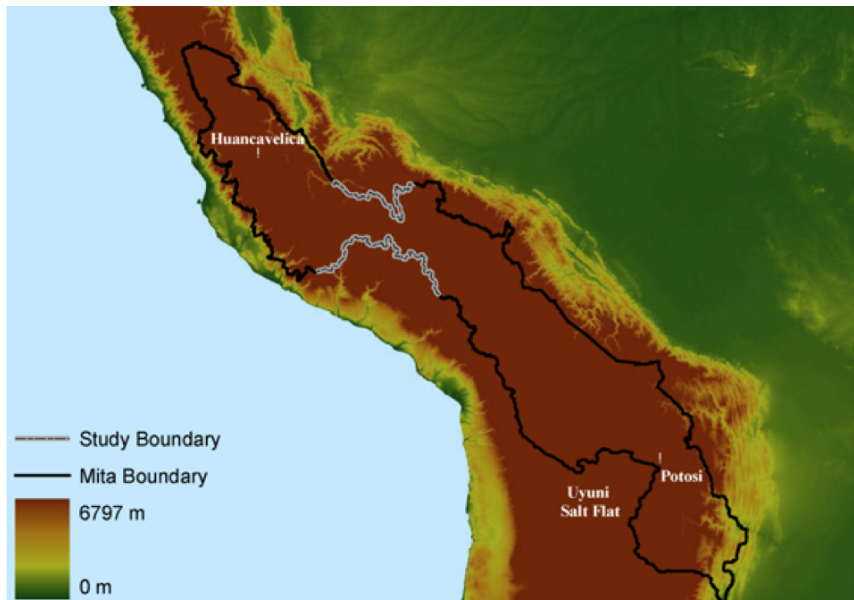 Huancavelica
Study Boundary
Mita Boundary
6797 m
0 m
Potosi
Uyuni
Salt Flat